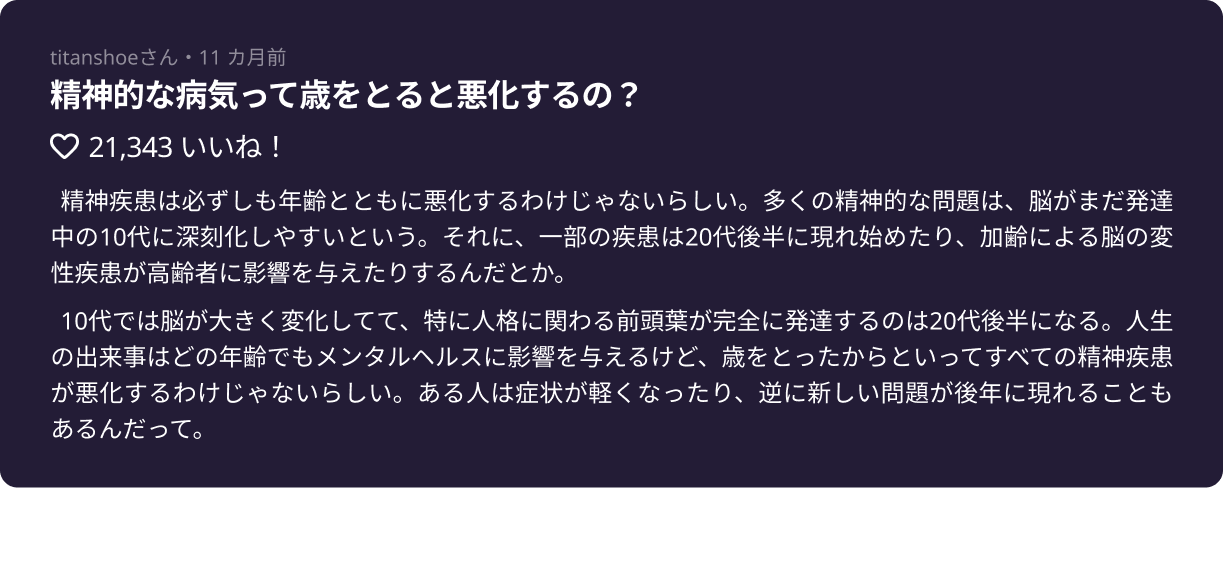 titanshoeさん・11 カ月前
精神的な病気って歳をとると悪化するの？
21,343 いいね！
精神疾患は必ずしも年齢とともに悪化するわけじゃないらしい。多くの精神的な問題は、脳がまだ発達
中の10代に深刻化しやすいという。それに、一部の疾患は20代後半に現れ始めたり、加齢による脳の変
性疾患が高齢者に影響を与えたりするんだとか。
10代では脳が大きく変化してて、特に人格に関わる前頭葉が完全に発達するのは20代後半になる。人生
の出来事はどの年齢でもメンタルヘルスに影響を与えるけど、歳をとったからといってすべての精神疾患
が悪化するわけじゃないらしい。ある人は症状が軽くなったり、逆に新しい問題が後年に現れることも
あるんだって。